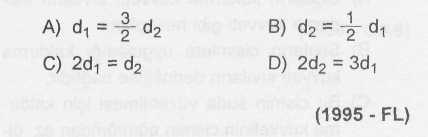 A) d₁ = 3/2 d₂ B) d₂ = 1/2 d₁
C) 2d₁ = d₂ D) 2d₂ = 3d₁
(1995 - FL)